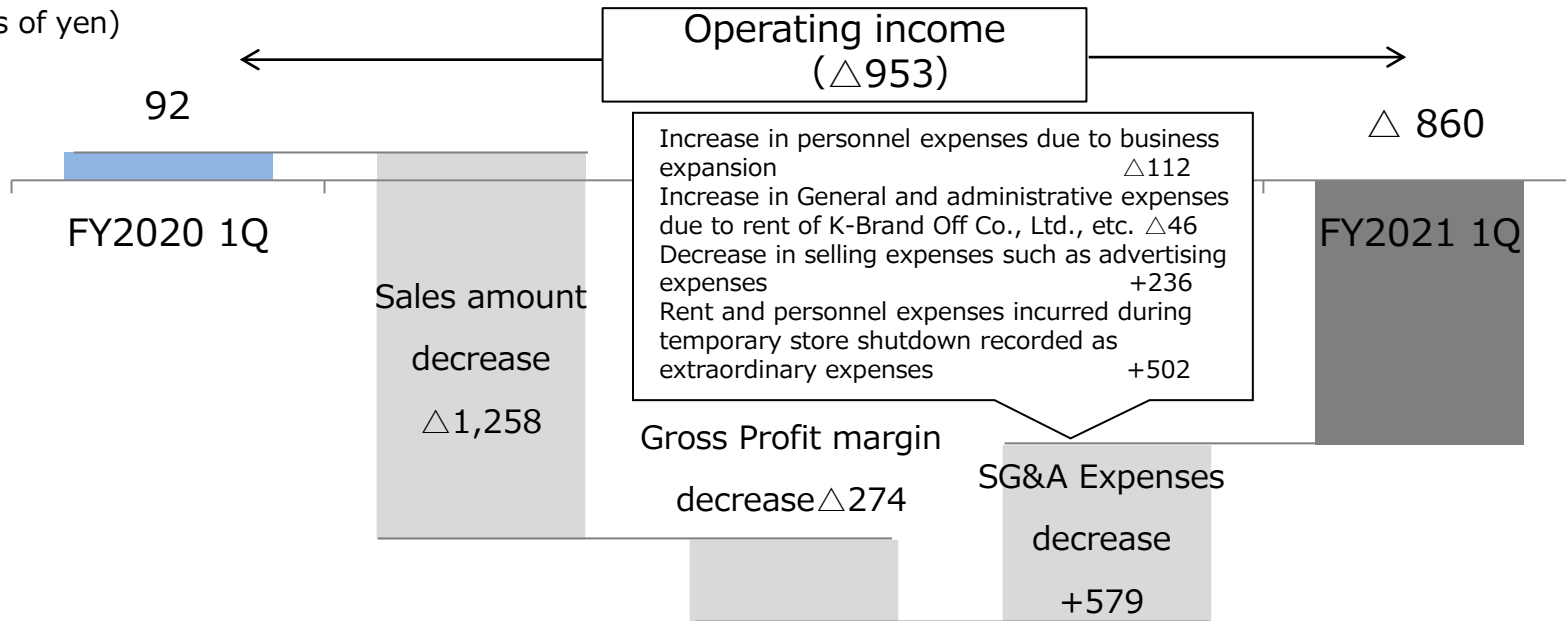 s of yen)
Operating income
(△953)
92
△ 860
Increase in personnel expenses due to business
expansion △112
Increase in General and administrative expenses
due to rent of K-Brand Off Co., Ltd., etc. △46
Decrease in selling expenses such as advertising
expenses +236
Rent and personnel expenses incurred during
temporary store shutdown recorded as
extraordinary expenses +502
FY2020 1Q
FY2021 1Q
Sales amount
decrease
△1,258
Gross Profit margin
decrease△274
SG&A Expenses
decrease
+579